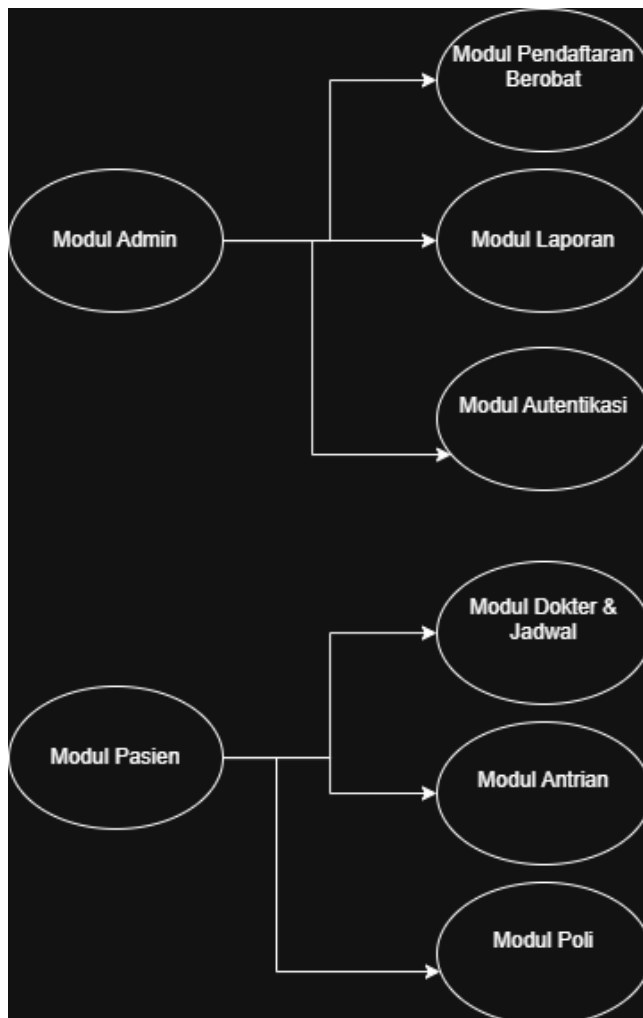 Modul Pendaftaran
Berobat
Modul Admin
Modul Laporan
Modul Autentikasi
Modul Dokter &
Jadwal
Modul Pasien
Modul Antrian
Modul Poli